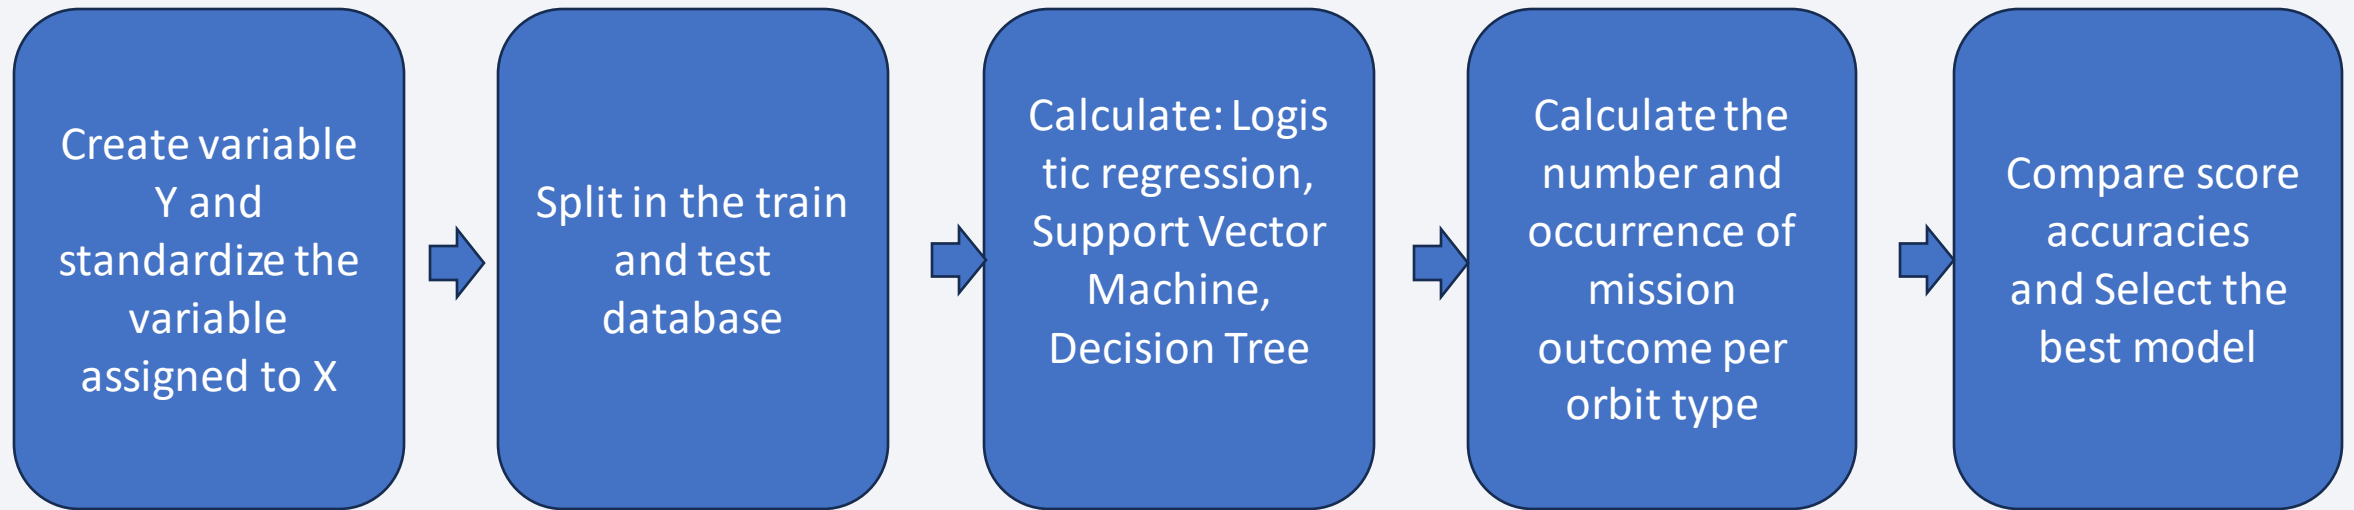 Create variable
Y and
standardize the
variable
assigned to X
Split in the train
and test
database
Calculate: Logis
tic regression,
Support Vector
Machine,
Decision Tree
Calculate the
number and
occurrence of
mission
outcome per
orbit type
Compare score
accuracies
and Select the
best model